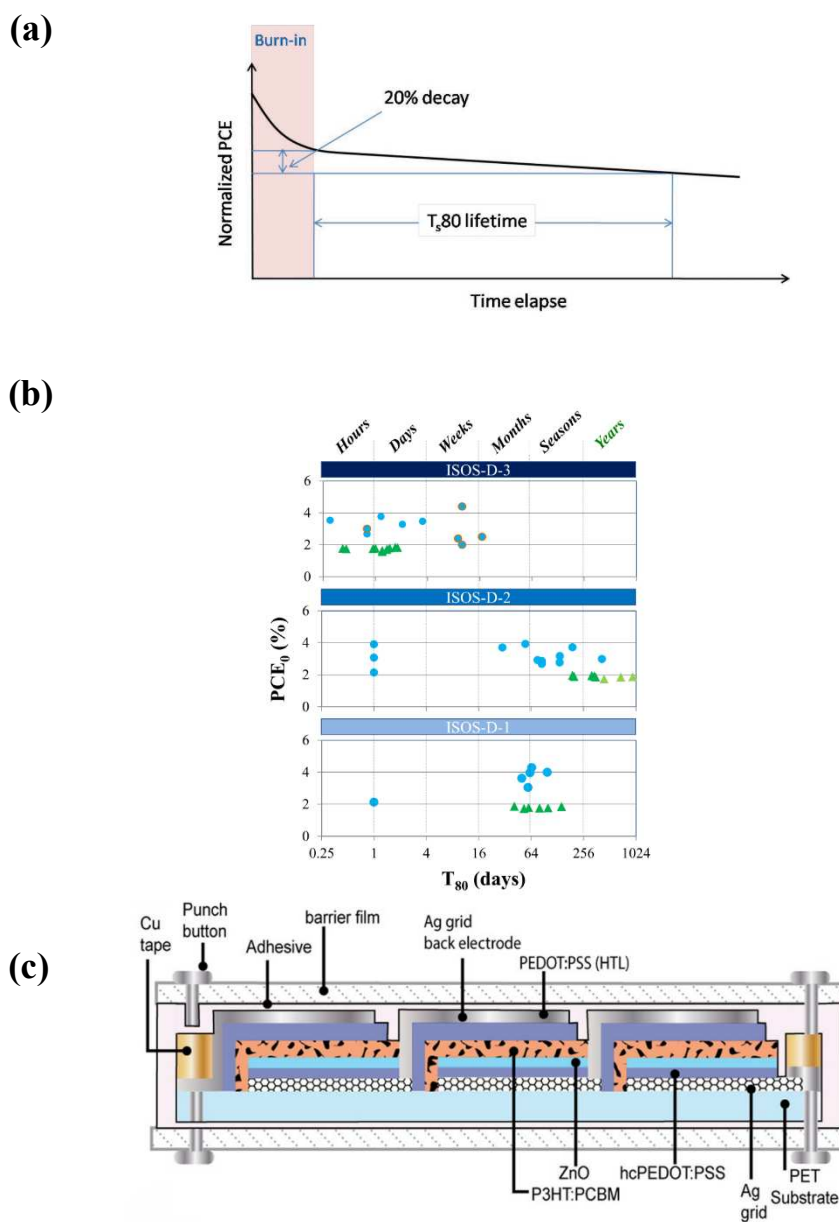 (a)
Burn-in
20% decay
Normalized PCE
Ts80 lifetime
Time elapse
(b)
Hours Days Weeks Months Seasons Years
ISOS-D-3
6
4
2
0
ISOS-D-2
6
4
2
0
PCE0 (%)
ISOS-D-1
6
4
2
0
0.25 1 4 16 64 256 1024
T80 (days)
(c)
Cu tape
Punch button
Adhesive
barrier film
Ag grid
back electrode
PEDOT:PSS (HTL)
ZnO
P3HT:PCBM
hcPEDOT:PSS
Ag grid
PET
Substrate